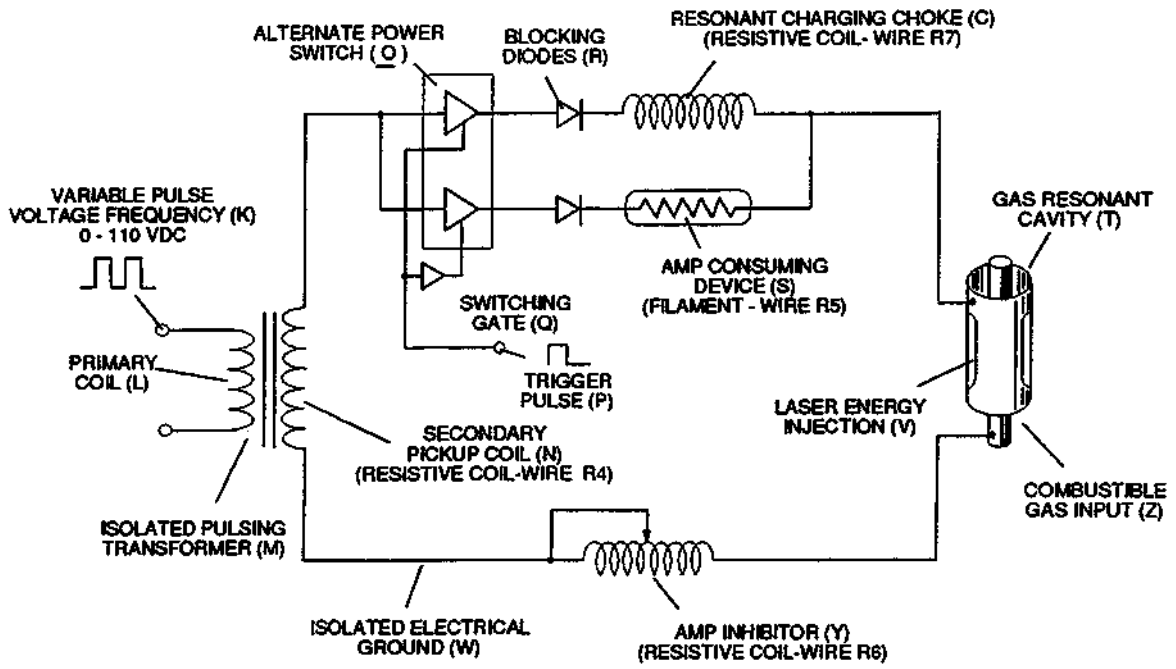 RESONANT CHARGING CHOKE (C)
(RESISTIVE COIL- WIRE R7)
ALTERNATE POWER
SWITCH (O)
BLOCKING
DIODES (R)
VARIABLE PULSE
VOLTAGE FREQUENCY (K)
0 - 110 VDC
GAS RESONANT
CAVITY (T)
AMP CONSUMING
DEVICE (S)
(FILAMENT - WIRE R5)
SWITCHING
GATE (Q)
PRIMARY
COIL (L)
TRIGGER
PULSE (P)
LASER ENERGY
INJECTION (V)
SECONDARY
PICKUP COIL (N)
(RESISTIVE COIL-WIRE R4)
COMBUSTIBLE
GAS INPUT (Z)
ISOLATED PULSING
TRANSFORMER (M)
ISOLATED ELECTRICAL
GROUND (W)
AMP INHIBITOR (Y)
(RESISTIVE COIL-WIRE R6)